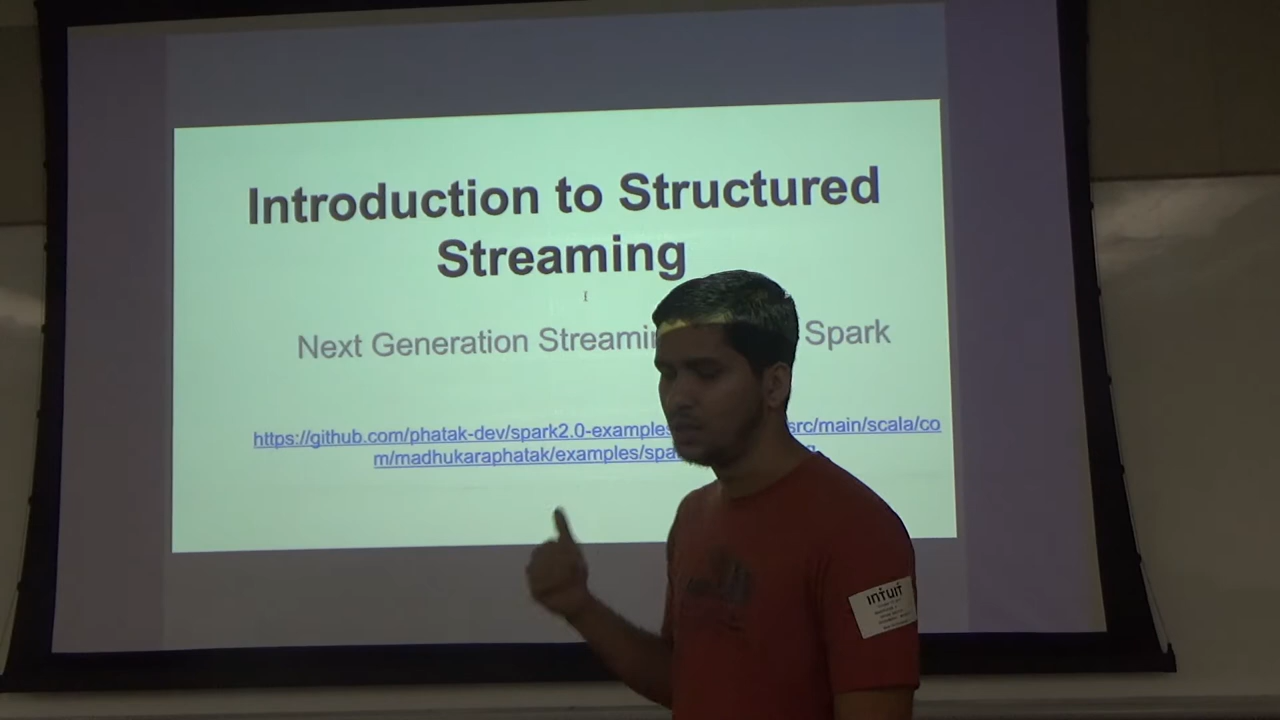 Introduction to Structured
Streaming
Next Generation Streaming Spark
https://github.com/phatak-dev/spark2.0-examples src/main/scala/co
m/madhukaraphatak/examples/spa
intuit